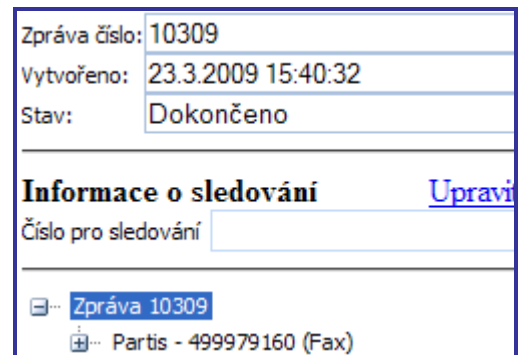 Zpráva číslo: 10309
Vytvořeno: 23.3.2009 15:40:32
Stav: Dokončeno
Informace o sledování Upravit
Číslo pro sledování
Zpráva 10309
Partis - 499979160 (Fax)